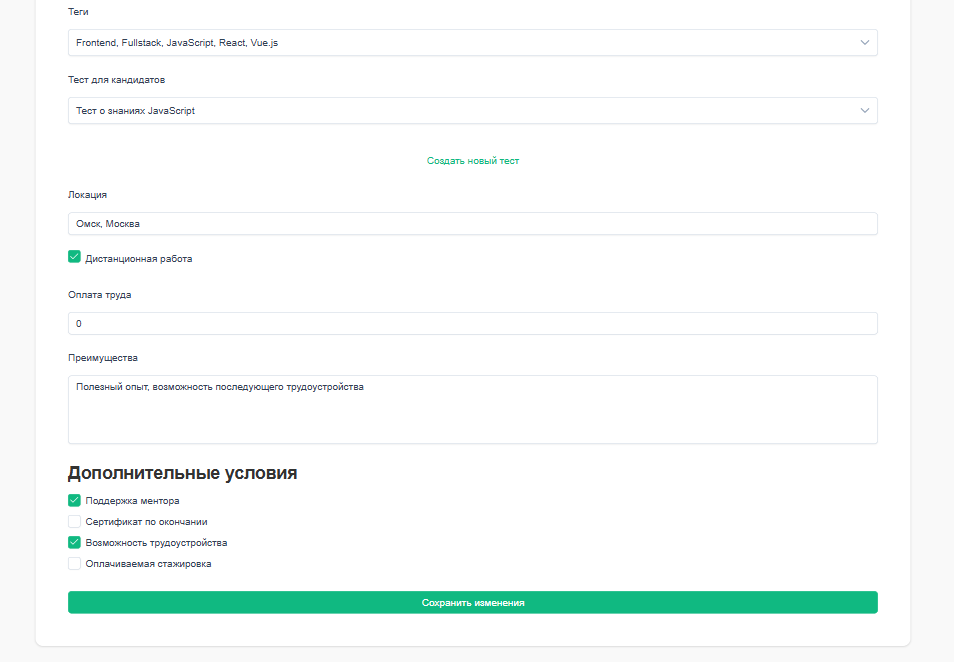 Теги
Frontend, Fullstack, JavaScript, React, Vue.js
Тест для кандидатов
Тест о знаниях JavaScript
Создать новый тест
Локация
Омск, Москва
Дистанционная работа
Оплата труда
0
Преимущества
Полезный опыт, возможность последующего трудоустройства
Дополнительные условия
Поддержка ментора
Сертификат по окончании
Возможность трудоустройства
Оплачиваемая стажировка
Сохранить изменения